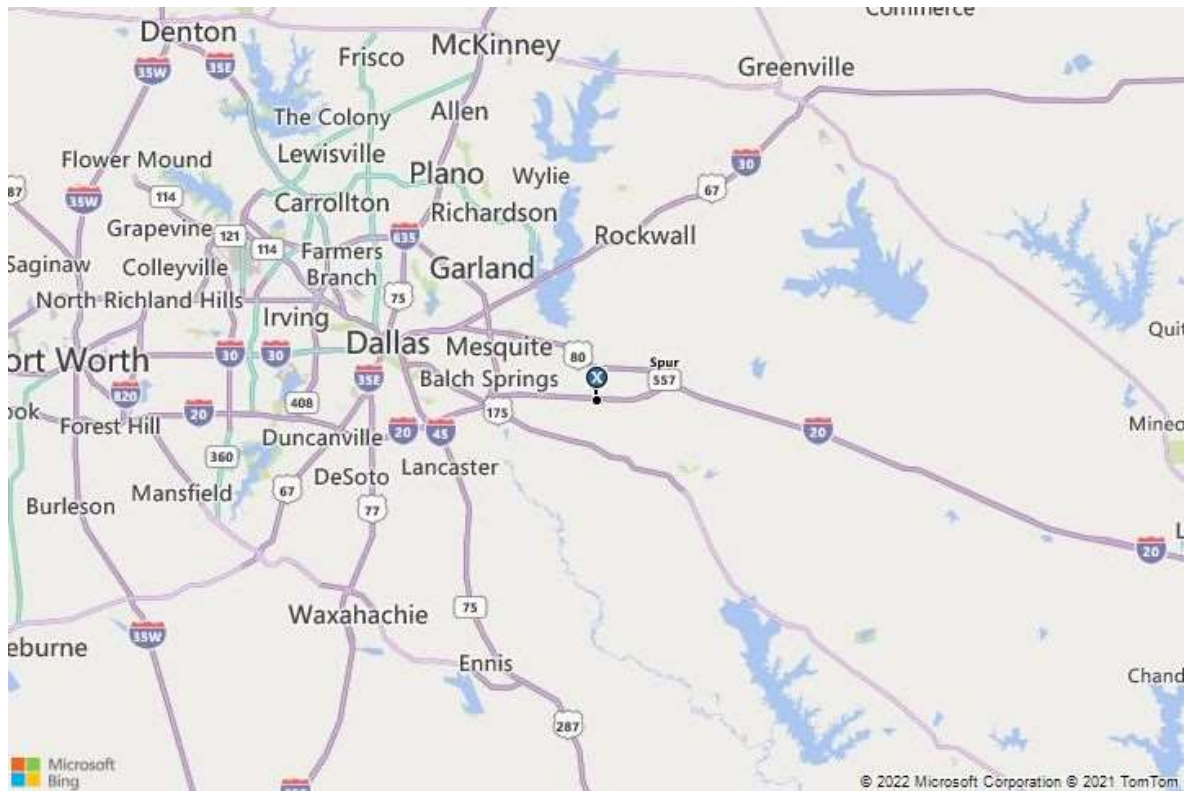 Commerce
Denton
McKinney
Frisco
35W
35E
Greenville
Allen
The Colony
Lewisville
Flower Mound
30
Plano
Wylie
87
114
35W
67
Carrollton
Richardson
Grapevine
121
635
Rockwall
114
Farmers
Branch
Saginaw
Colleyville
Garland
North Richland Hills
75
Irving
Quit
Dallas
Mesquite
ort Worth
30
30
80
Spur
557
X
Balch Springs
35E
820
408
ook
20
175
Forest Hill
Mineo
Duncanville
20
45
20
360
Lancaster
DeSoto
Mansfield
67
Burleson
77
L
20
75
Waxahachie
35W
eburne
Ennis
Chand
287
Microsoft
Bing
© 2022 Microsoft Corporation © 2021 TomTom